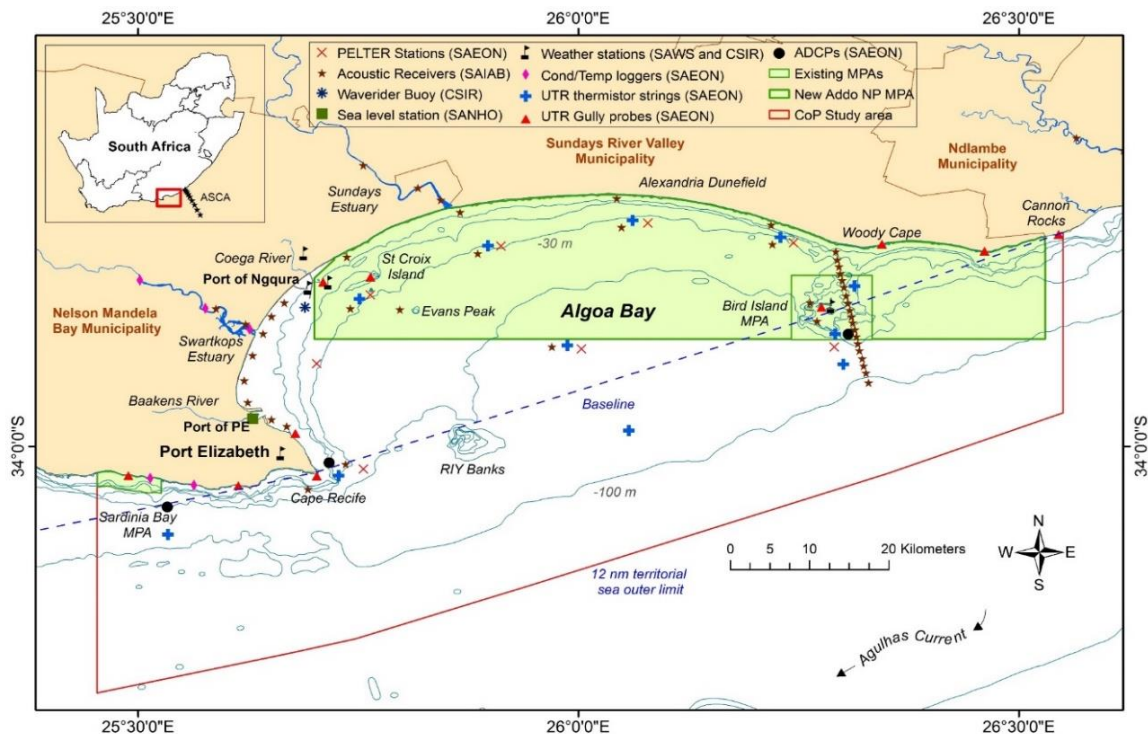 25°30'0"E
26°0'0"E
26°30'0"E
South Africa
ASCA
PELTER Stations (SAEON)
Acoustic Receivers (SAIAB)
Waverider Buoy (CSIR)
Sea level station (SANHO)
Weather stations (SAWS and CSIR)
Cond/Temp loggers (SAEON)
UTR thermistor strings (SAEON)
UTR Gully probes (SAEON)
ADCPs (SAEON)
Existing MPAs
New Addo NP MPA
CoP Study area
Sundays River Valley
Municipality
Ndlambe
Municipality
Sundays
Estuary
Alexandria Dunefield
Cannon
Rocks
Woody Cape
-30 m
Coega River
Port of Ngqura
St Croix
Island
Evans Peak
Algoa Bay
Bird Island
MPA
Nelson Mandela
Bay Municipality
Swartkops
Estuary
Baakens River
Port of PE
Port Elizabeth
Baseline
RIY Banks
Cape Recife
-100 m
Sardinia Bay
MPA
34°0'0"S
34°0'0"S
12 nm territorial
sea outer limit
0 5 10 20 Kilometers
N
W E
S
Agulhas Current
25°30'0"E
26°0'0"E
26°30'0"E